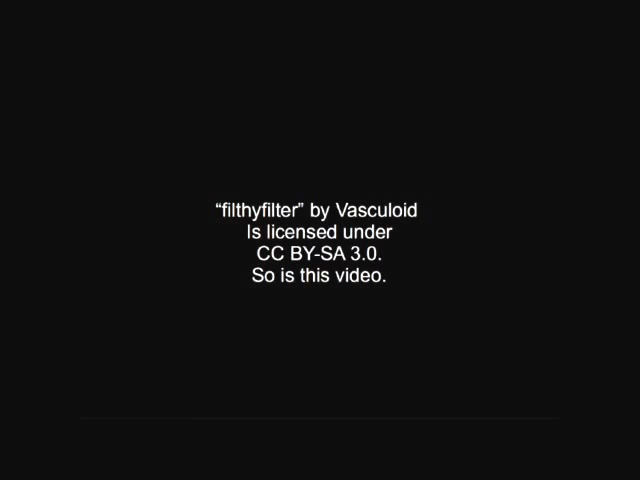 “filthyfilter” by Vasculoid
Is licensed under
CC BY-SA 3.0.
So is this video.